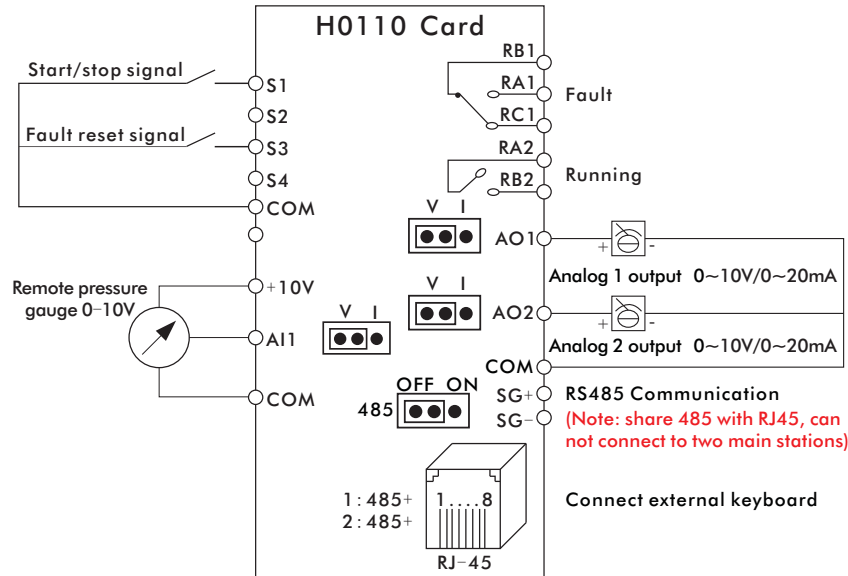 H0110 Card
Start/stop signal
S1
S2
Fault reset signal
S3
S4
COM
RB1
RA1
Fault
RC1
RA2
RB2
Running
V I
AO1
+ -
Analog 1 output 0~10V/0~20mA
V I
AO2
+ -
Analog 2 output 0~10V/0~20mA
COM
Remote pressure
gauge 0-10V
+10V
V I
AI1
COM
OFF ON
485
SG+
SG-
RS485 Communication
(Note: share 485 with RJ45, can
not connect to two main stations)
1:485+
2:485+
1....8
RJ-45
Connect external keyboard